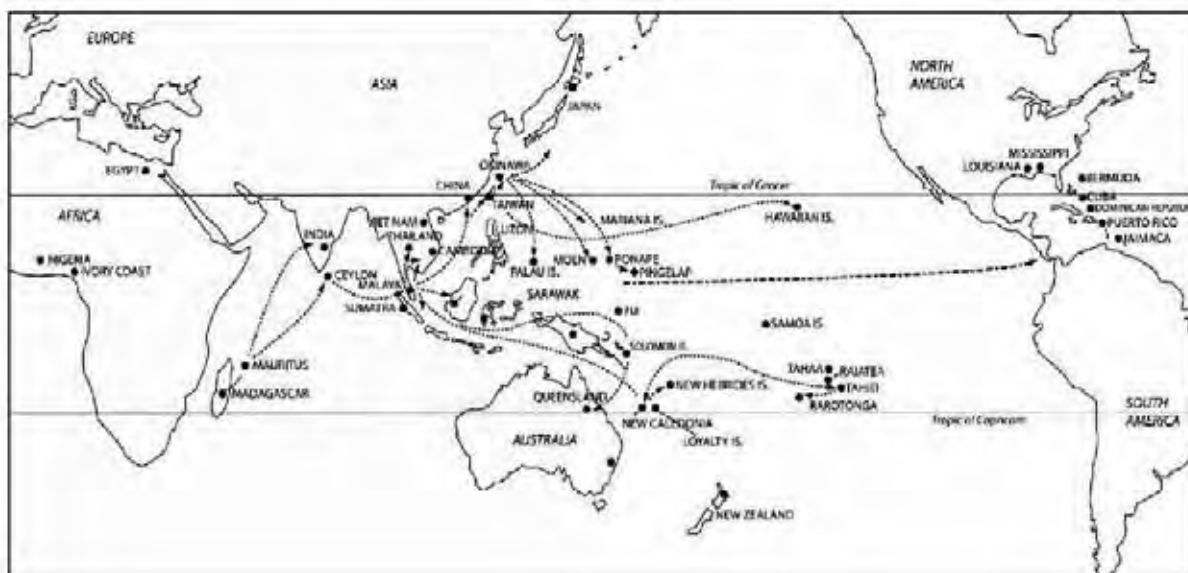 EUROPE
ASIA
NORTH
AMERICA
JAPAN
MISSISSIPPI
LOUISIANA
EGYPT
OKINAWA
BERMUDA
CHINA
Tropic of Cancer
CUBA
TAIWAN
DOMINICAN REPUBLIC
AFRICA
HAWAIIAN IS.
MARIANA IS.
VIET NAM
PUERTO RICO
LUZON
THAILAND
INDIA
JAMAICA
CAMBODIA
NIGERIA
PALAU IS.
MOEN
PONAPE
IVORY COAST
CEYLON
PINGELAP
MALAYA
SARAWAK
SUMATRA
FIJI
SAMOA IS.
SOLOMON IS.
MAURITIUS
TAHAA
RAIATEA
NEW HEBRIDES IS.
TAHITI
MADAGASCAR
QUEENSLAND
RAROTONGA
SOUTH
AMERICA
NEW CALEDONIA
Tropic of Capricorn
AUSTRALIA
LOYALTY IS.
NEW ZEALAND